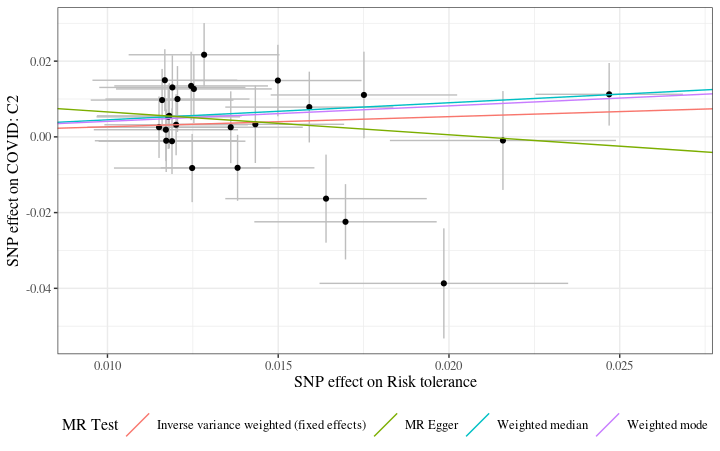 SNP effect on COVID: C2
0.02
0.00
-0.02
-0.04
0.010
0.015
0.020
0.025
SNP effect on Risk tolerance
MR Test
Inverse variance weighted (fixed effects)
MR Egger
Weighted median
Weighted mode